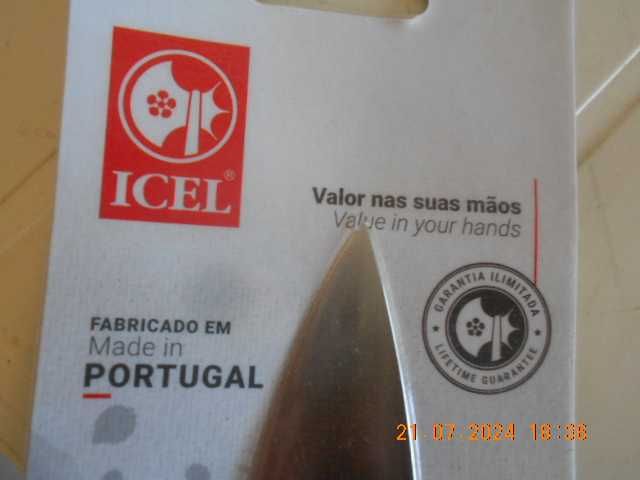 ICEL®
Valor nas suas mãos
Value in your hands
GARANTIA ILIMITADA
LIFETIME GUARANTEE
FABRICADO EM
Made in
PORTUGAL
21.07.2024 18:36